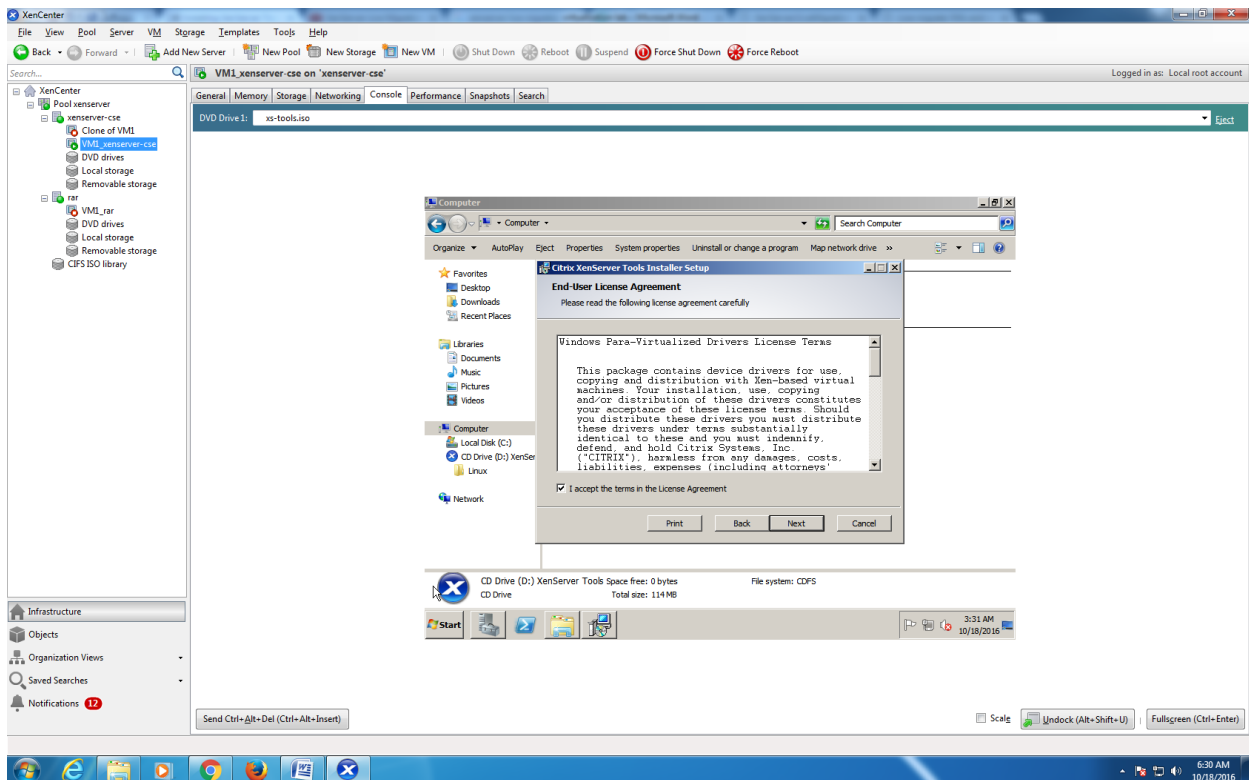 XenCenter
File View Pool Server VM Storage Templates Tools Help
Back Forward Add New Server New Pool New Storage New VM Shut Down Reboot Suspend Force Shut Down Force Reboot
Search...
VM1_xenserver-cse on 'xenserver-cse'
Logged in as: Local root account
XenCenter
Pool xenserver
xenserver-cse
Clone of VM1
VM1_xenserver-cse
DVD drives
Local storage
Removable storage
rar
VM1_rar
DVD drives
Local storage
Removable storage
CIFS ISO library
General Memory Storage Networking Console Performance Snapshots Search
DVD Drive 1: xs-tools.iso
Eject
Computer
Computer
Search Computer
Organize AutoPlay Eject Properties System properties Uninstall or change a program Map network drive »
Favorites
Desktop
Downloads
Recent Places
Libraries
Documents
Music
Pictures
Videos
Computer
Local Disk (C:)
CD Drive (D:) XenSer
Linux
Network
Citrix XenServer Tools Installer Setup
End-User License Agreement
Please read the following license agreement carefully
Windows Para-Virtualized Drivers License Terms
This package contains device drivers for use,
copying and distribution with Xen-based virtual
machines. Your installation, use, copying
and/or distribution of these drivers constitutes
your acceptance of these license terms. Should
you distribute these drivers you must distribute
these drivers under terms substantially
identical to these and you must indemnify,
defend, and hold Citrix Systems, Inc.
("CITRIX"), harmless from any damages, costs,
liabilities, expenses (including attorneys'
I accept the terms in the License Agreement
Print Back Next Cancel
CD Drive (D:) XenServer Tools Space free: 0 bytes File system: CDFS
CD Drive Total size: 114 MB
Start
3:31 AM
10/18/2016
Infrastructure
Objects
Organization Views
Saved Searches
Notifications 12
Send Ctrl+Alt+Del (Ctrl+Alt+Insert)
Scale
Undock (Alt+Shift+U)
Fullscreen (Ctrl+Enter)
6:30 AM
10/18/2016